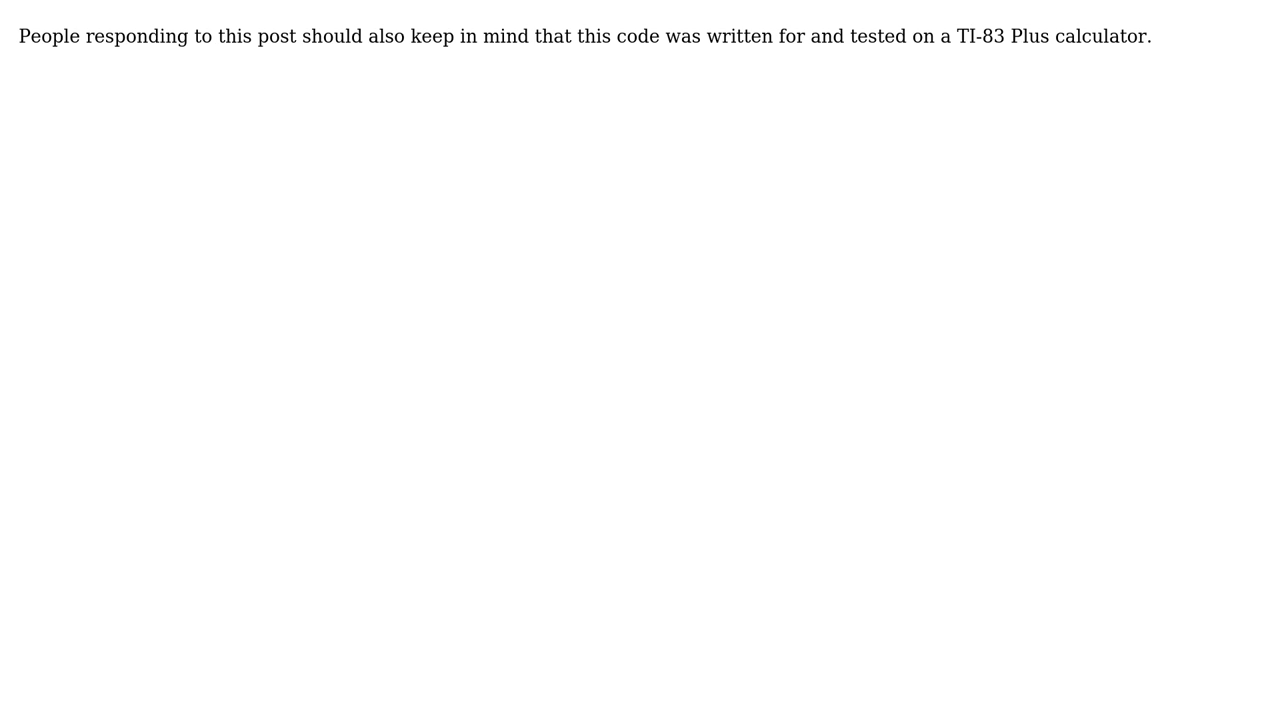 People responding to this post should also keep in mind that this code was written for and tested on a TI-83 Plus calculator.